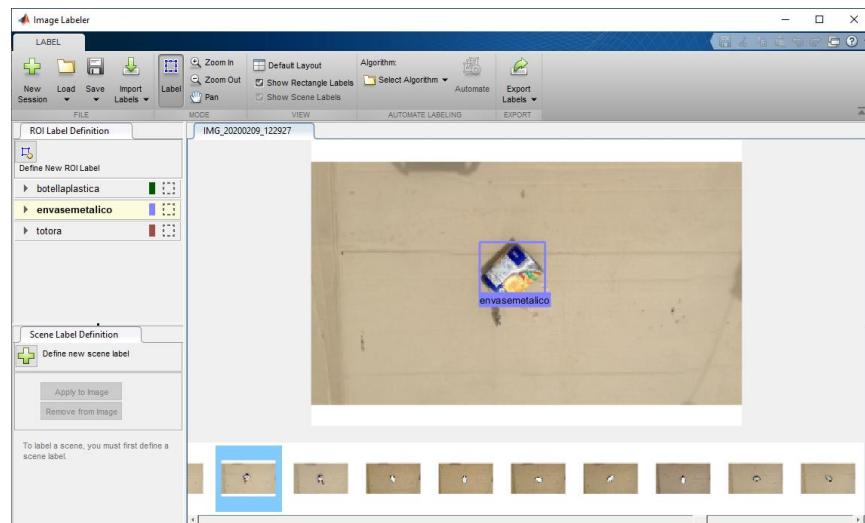 Image Labeler
LABEL
New Session
Load
Save
Import Labels
Label
Zoom In
Zoom Out
Pan
Default Layout
Show Rectangle Labels
Show Scene Labels
Algorithm:
Select Algorithm
Automate
Export Labels
FILE
MODE
VIEW
AUTOMATE LABELING
EXPORT
ROI Label Definition
IMG_20200209_122927
Define New ROI Label
botellaplastica
envasemetalico
totora
envasemetalico
Scene Label Definition
Define new scene label
Apply to Image
Remove from Image
To label a scene, you must first define a
scene label.